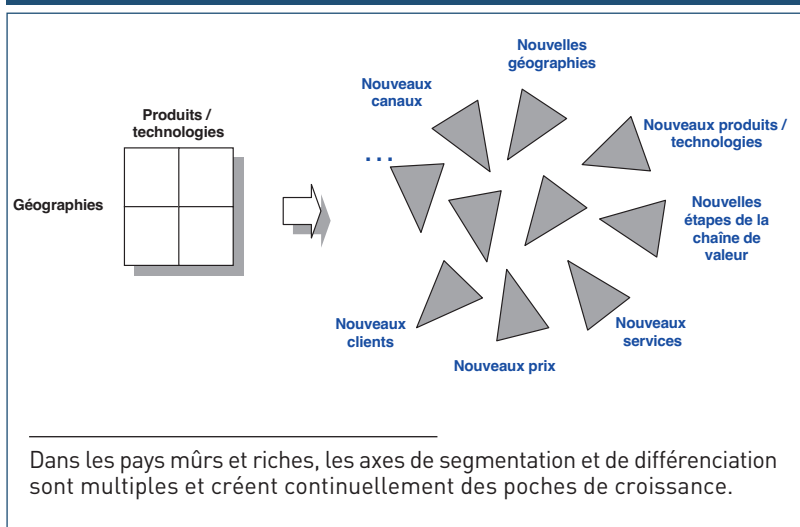 Produits /
technologies
Géographies
Nouvelles
géographies
Nouveaux
canaux
...
Nouveaux produits /
technologies
Nouvelles
étapes de la
chaîne de
valeur
Nouveaux
services
Nouveau prix
Nouveaux
clients
Dans les pays mûrs et riches, les axes de segmentation et de différenciation
sont multiples et créent continuellement des poches de croissance.